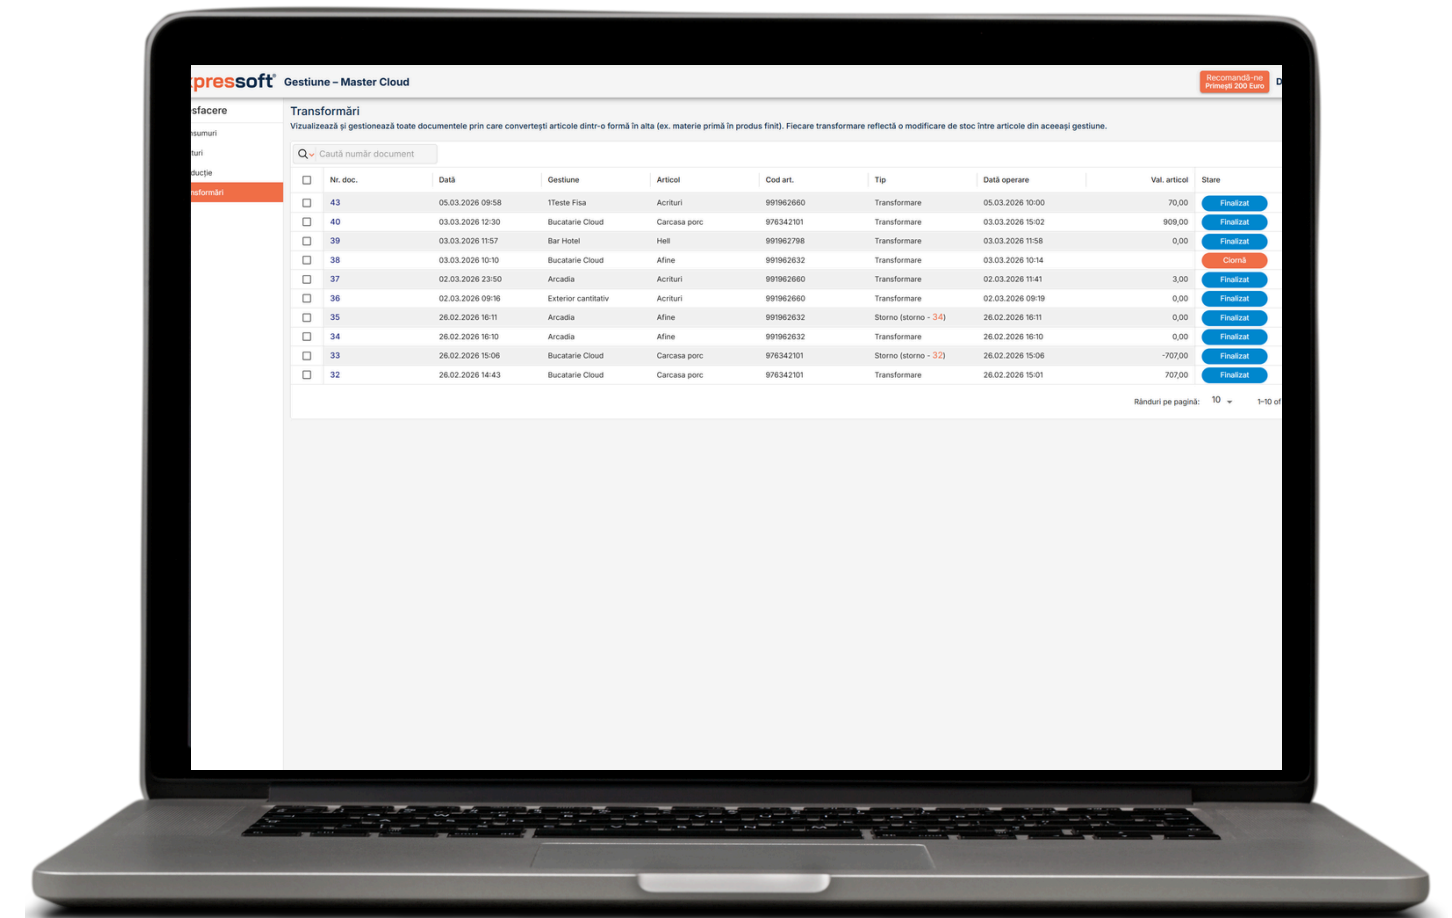 pressoft® Gestiune – Master Cloud
Recomandă-ne
Primești 200 Euro
D
sfacere
nsumuri
turi
ducție
nsformări
Transformări
Vizualizează și gestionează toate documentele prin care convertești articole dintr-o formă în alta (ex. materie primă în produs finit). Fiecare transformare reflectă o modificare de stoc între articole din aceeași gestiune.
Caută număr document
Nr. doc. Dată Gestiune Articol Cod art. Tip Dată operare Val. articol Stare
43 05.03.2026 09:58 1Teste Fisa Acrituri 991962660 Transformare 05.03.2026 10:00 70,00 Finalizat
40 03.03.2026 12:30 Bucatarie Cloud Carcasa porc 976342101 Transformare 03.03.2026 15:02 909,00 Finalizat
39 03.03.2026 11:57 Bar Hotel Hell 991962798 Transformare 03.03.2026 11:58 0,00 Finalizat
38 03.03.2026 10:10 Bucatarie Cloud Afine 991962632 Transformare 03.03.2026 10:14 Ciornă
37 02.03.2026 23:50 Arcadia Acrituri 991962660 Transformare 02.03.2026 11:41 3,00 Finalizat
36 02.03.2026 09:16 Exterior cantitativ Acrituri 991962660 Transformare 02.03.2026 09:19 0,00 Finalizat
35 26.02.2026 16:11 Arcadia Afine 991962632 Storno (storno - 34) 26.02.2026 16:11 0,00 Finalizat
34 26.02.2026 16:10 Arcadia Afine 991962632 Transformare 26.02.2026 16:10 0,00 Finalizat
33 26.02.2026 15:06 Bucatarie Cloud Carcasa porc 976342101 Storno (storno - 32) 26.02.2026 15:06 -707,00 Finalizat
32 26.02.2026 14:43 Bucatarie Cloud Carcasa porc 976342101 Transformare 26.02.2026 15:01 707,00 Finalizat
Rânduri pe pagină: 10 1–10 of